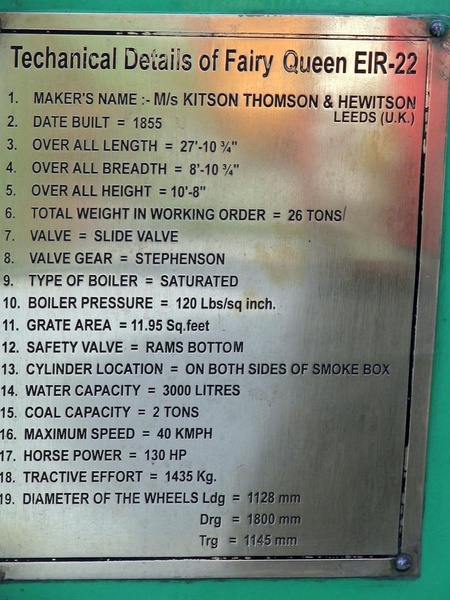 Techanical Details of Fairy Queen EIR-22
1. MAKER'S NAME :- M/s KITSON THOMSON & HEWITSON
LEEDS (U.K.)
2. DATE BUILT = 1855
3. OVER ALL LENGTH = 27'-10 ¾"
4. OVER ALL BREADTH = 8'-10 ¾"
5. OVER ALL HEIGHT = 10'-8"
6. TOTAL WEIGHT IN WORKING ORDER = 26 TONS/
7. VALVE = SLIDE VALVE
8. VALVE GEAR = STEPHENSON
9. TYPE OF BOILER = SATURATED
10. BOILER PRESSURE = 120 Lbs/sq inch.
11. GRATE AREA = 11.95 Sq.feet
12. SAFETY VALVE = RAMS BOTTOM
13. CYLINDER LOCATION = ON BOTH SIDES OF SMOKE BOX
14. WATER CAPACITY = 3000 LITRES
15. COAL CAPACITY = 2 TONS
16. MAXIMUM SPEED = 40 KMPH
17. HORSE POWER = 130 HP
18. TRACTIVE EFFORT = 1435 Kg.
19. DIAMETER OF THE WHEELS Ldg = 1128 mm
Drg = 1800 mm
Trg = 1145 mm